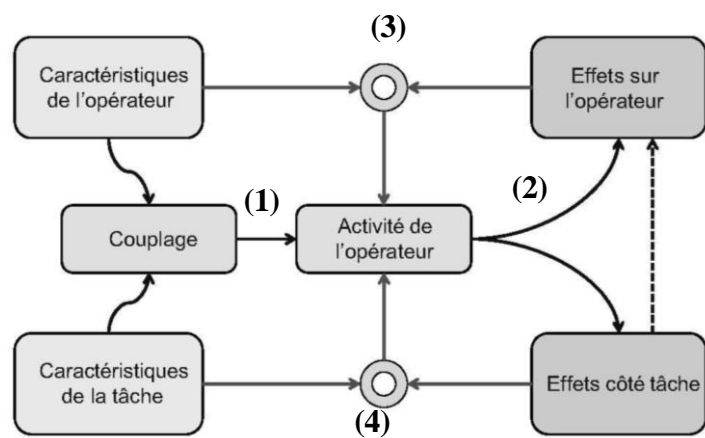 (3)
Caractéristiques
de l'opérateur
Effets sur
l'opérateur
(1)
(2)
Couplage
Activité de
l'opérateur
Caractéristiques
de la tâche
Effets côté tâche
(4)